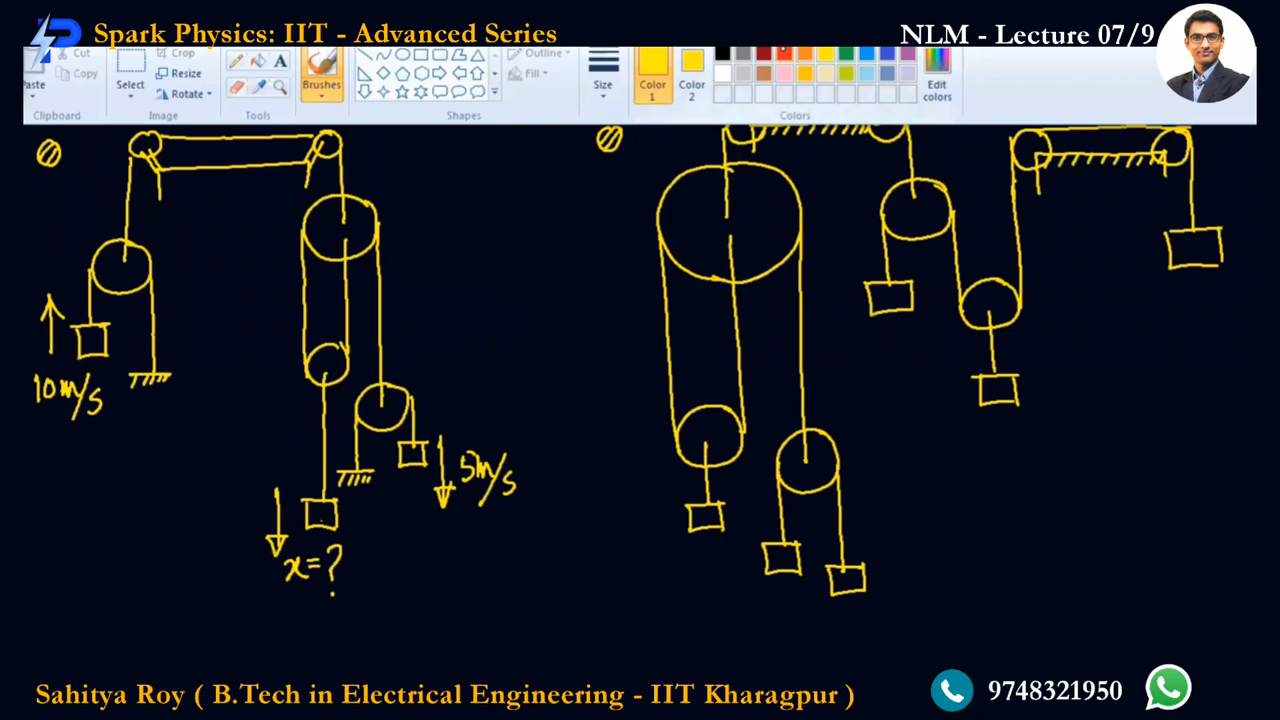 Spark Physics: IIT - Advanced Series
NLM - Lecture 07/9
Cut
Copy
Paste
Clipboard
Select
Crop
Resize
Rotate
Image
A
Tools
Brushes
Shapes
Outline
Fill
Size
Color 1
Color 2
Colors
Edit colors
10m/s
5m/s
x=?
Sahitya Roy ( B.Tech in Electrical Engineering - IIT Kharagpur )
9748321950